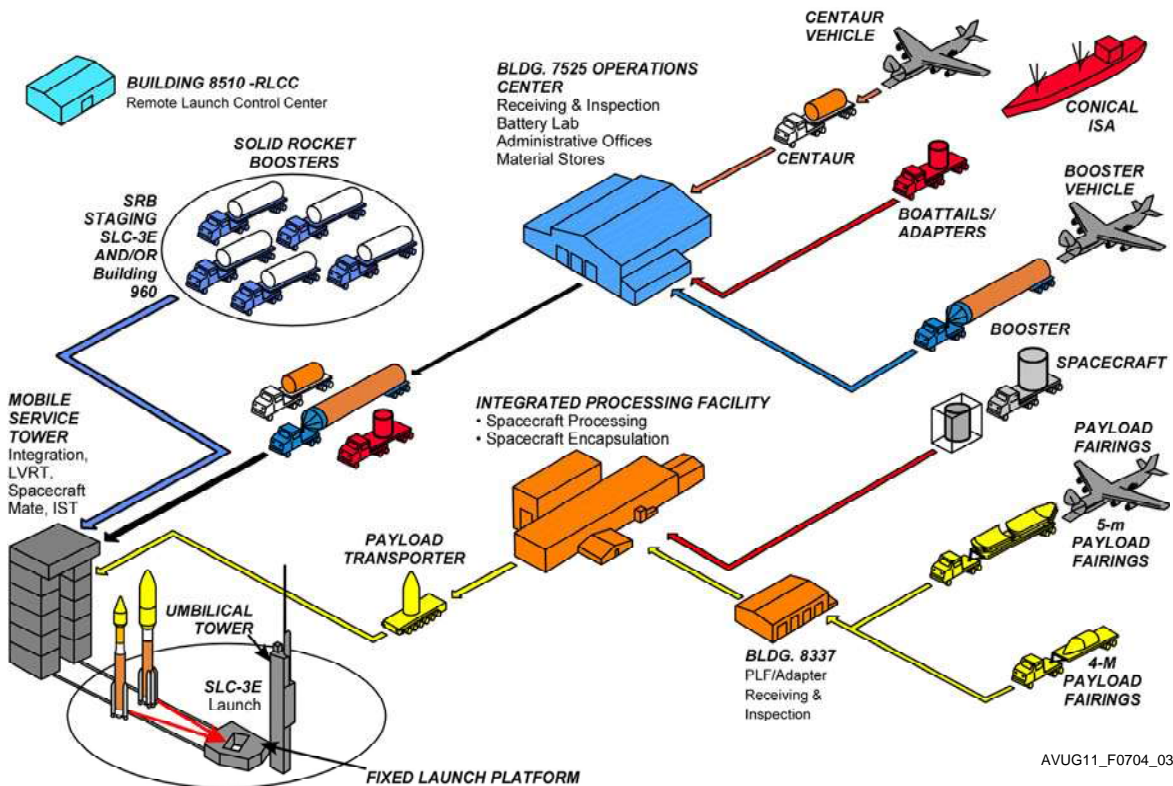 BUILDING 8510 -RLCC
Remote Launch Control Center
SOLID ROCKET
BOOSTERS
SRB
STAGING
SLC-3E
AND/OR
Building
960
BLDG. 7525 OPERATIONS
CENTER
Receiving & Inspection
Battery Lab
Administrative Offices
Material Stores
CENTAUR
VEHICLE
CENTAUR
CONICAL
ISA
BOATTAILS/
ADAPTERS
BOOSTER
VEHICLE
BOOSTER
SPACECRAFT
MOBILE
SERVICE
TOWER
Integration,
LVRT.
Spacecraft
Mate, IST
INTEGRATED PROCESSING FACILITY
• Spacecraft Processing
• Spacecraft Encapsulation
PAYLOAD
FAIRINGS
5-m
PAYLOAD
FAIRINGS
PAYLOAD
TRANSPORTER
UMBILICAL
TOWER
BLDG. 8337
PLF/Adapter
Receiving &
Inspection
4-M
PAYLOAD
FAIRINGS
SLC-3E
Launch
FIXED LAUNCH PLATFORM
AVUG11_F0704_03